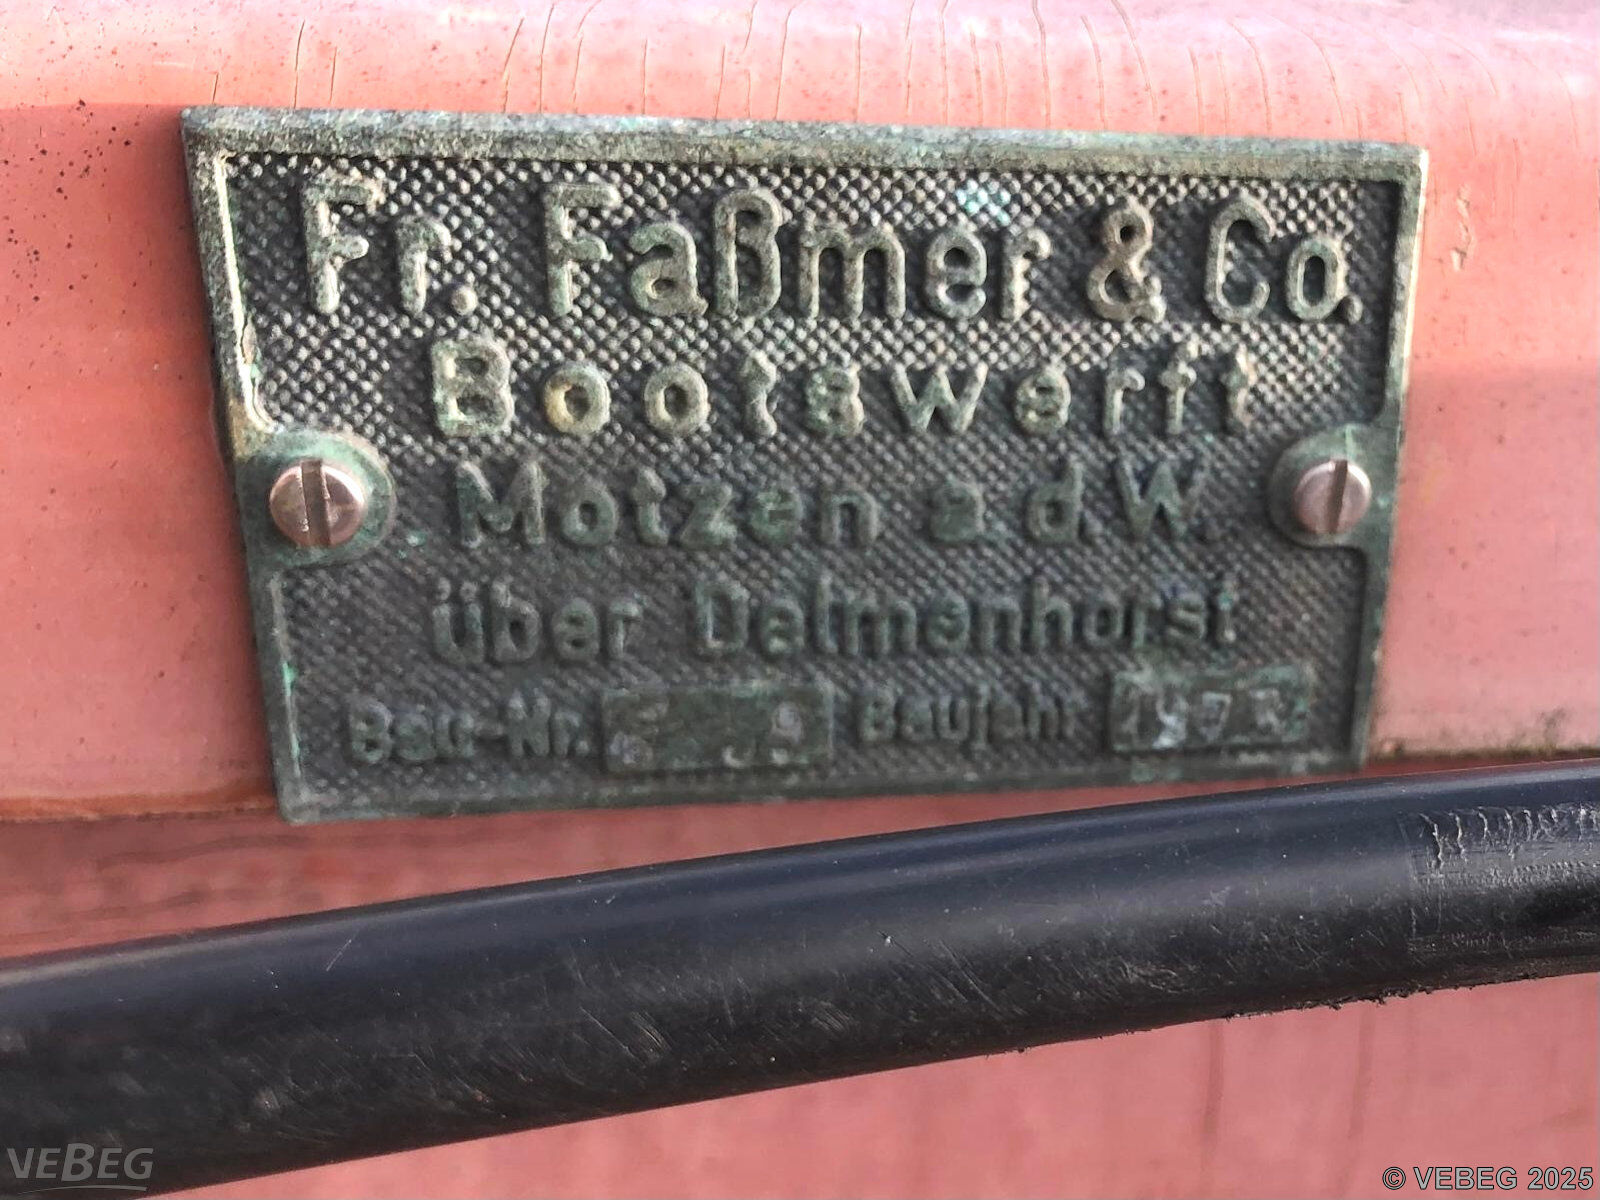 Fr. Faßmer & Co.
Bootswerft
Motzen a d W.
über Delmenhorst
Bau-Nr. Baujahr
VEBEG
© VEBEG 2025